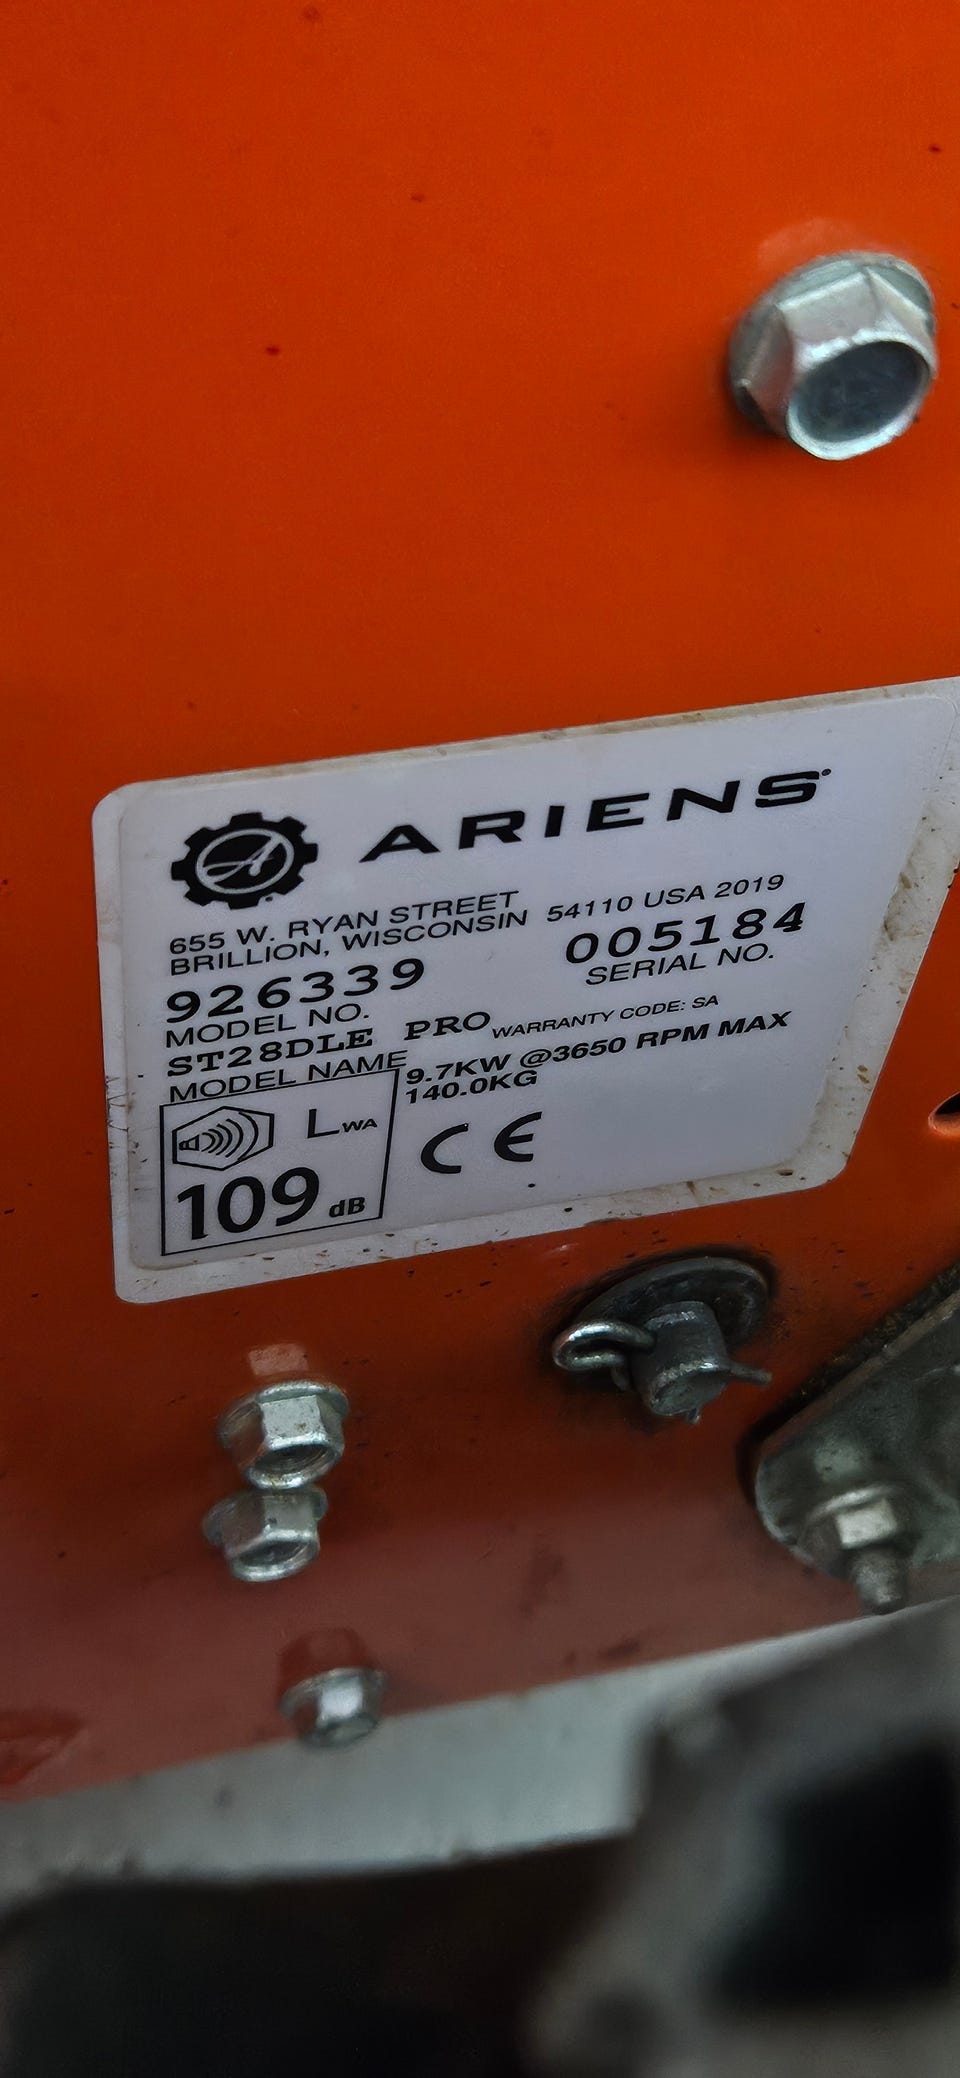 ARIENS
655 W. RYAN STREET
BRILLION, WISCONSIN 54110 USA 2019
926339 005184
MODEL NO. SERIAL NO.
ST28DLE PRO WARRANTY CODE: SA
MODEL NAME 9.7KW @3650 RPM MAX
140.0KG
LWA
109 dB
CE